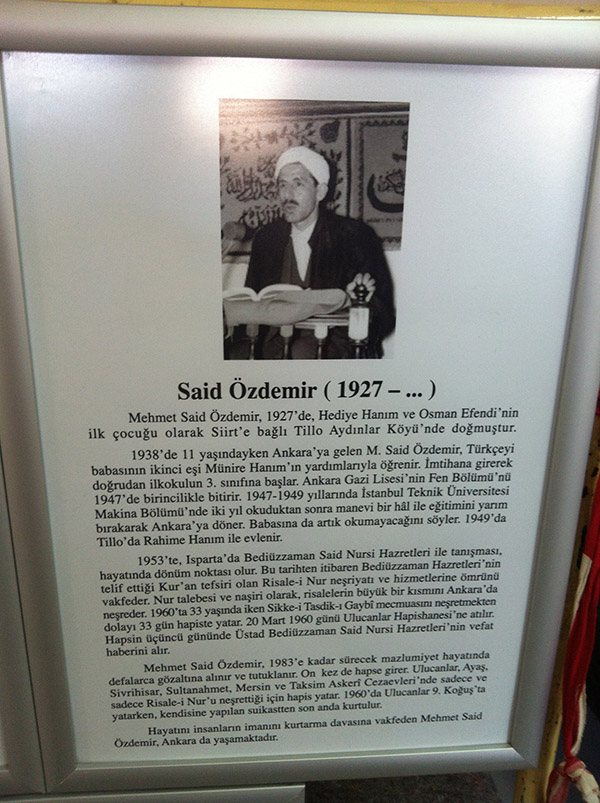 Said Özdemir ( 1927 – ... )
Mehmet Said Özdemir, 1927’de, Hediye Hanım ve Osman Efendi’nin
ilk çocuğu olarak Siirt’e bağlı Tillo Aydınlar Köyü’nde doğmuştur.
1938’de 11 yaşındayken Ankara’ya gelen M. Said Özdemir, Türkçeyi
babasının ikinci eşi Münire Hanım’ın yardımlarıyla öğrenir. İmtihana girerek
doğrudan ilkokulun 3. sınıfına başlar. Ankara Gazi Lisesi’nin Fen Bölümü’nü
1947’de birincilikle bitirir. 1947-1949 yıllarında İstanbul Teknik Üniversitesi
Makina Bölümü’nde iki yıl okuduktan sonra manevi bir hâl ile eğitimini yarım
bırakarak Ankara’ya döner. Babasına da artık okumayacağını söyler. 1949’da
Tillo’da Rahime Hanım ile evlenir.
1953’te, Isparta’da Bediüzzaman Said Nursi Hazretleri ile tanışması,
hayatında dönüm noktası olur. Bu tarihten itibaren Bediüzzaman Hazretleri’nin
telif ettiği Kur’an tefsiri olan Risale-i Nur neşriyatı ve hizmetlerine ömrünü
vakfeder. Nur talebesi ve naşiri olarak, risalelerin büyük bir kısmını Ankara’da
neşreder. 1960’ta 33 yaşında iken Sikke-i Tasdik-ı Gaybî mecmuasını neşretmekten
dolayı 33 gün hapiste yatar. 20 Mart 1960 günü Ulucanlar Hapishanesi’ne atılır.
Hapsin üçüncü gününde Üstad Bediüzzaman Said Nursi Hazretleri’nin vefat
haberini alır.
Mehmet Said Özdemir, 1983’e kadar sürecek mazlumiyet hayatında
defalarca gözaltına alınır ve tutuklanır. On kez de hapse girer. Ulucanlar, Ayaş,
Sivrihisar, Sultanahmet, Mersin ve Taksim Askerî Cezaevleri’nde sadece ve
sadece Risale-i Nur’u neşrettiği için hapis yatar. 1960’da Ulucanlar 9. Koğuş’ta
yatarken, kendisine yapılan suikastten son anda kurtulur.
Hayatını insanların imanını kurtarma davasına vakfeden Mehmet Said
Özdemir, Ankara da yaşamaktadır.